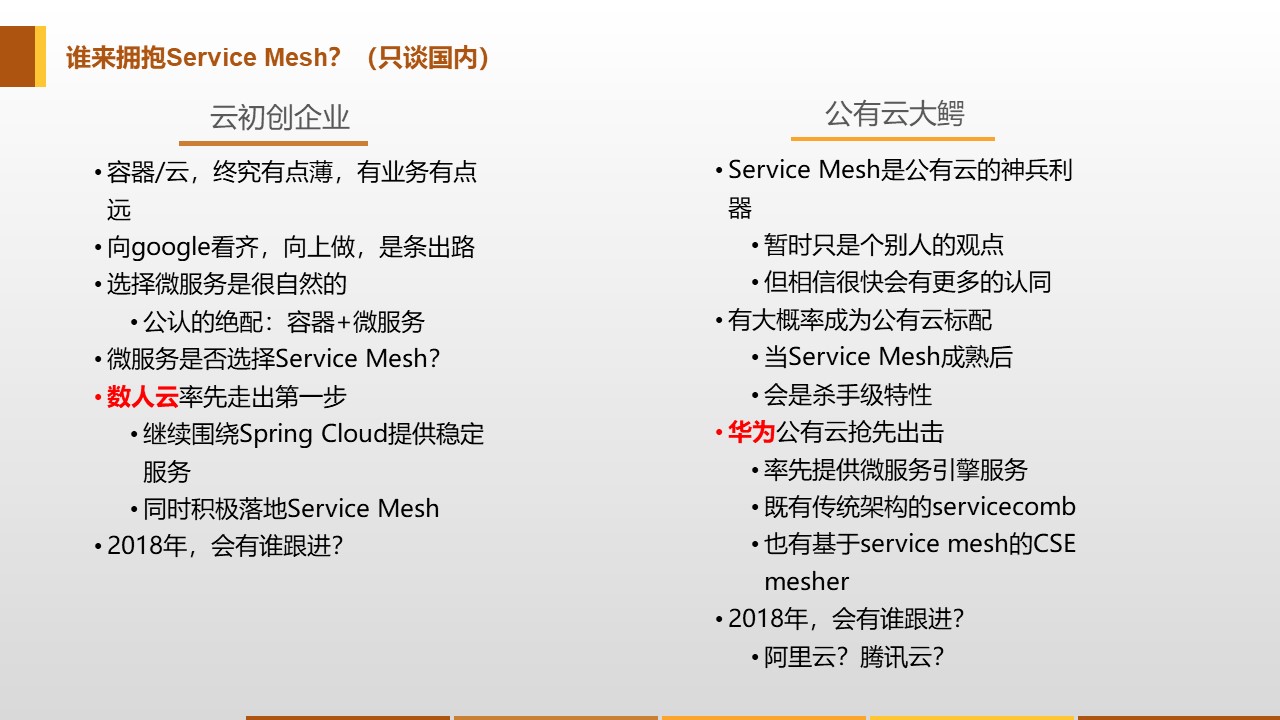 谁来拥抱Service Mesh？（只谈国内）
云初创企业
•容器/云，终究有点薄，有业务有点
远
•向google看齐，向上做，是条出路
•选择微服务是很自然的
•公认的绝配：容器+微服务
•微服务是否选择Service Mesh？
•数人云率先走出第一步
•继续围绕Spring Cloud提供稳定
服务
•同时积极落地Service Mesh
•2018年，会有谁跟进？
公有云大鳄
•Service Mesh是公有云的神兵利
器
•暂时只是个别人的观点
•但相信很快会有更多的认同
•有大概率成为公有云标配
•当Service Mesh成熟后
•会是杀手级特性
•华为公有云抢先出击
•率先提供微服务引擎服务
•既有传统架构的servicecomb
•也有基于service mesh的CSE
mesher
•2018年，会有谁跟进？
•阿里云？腾讯云？